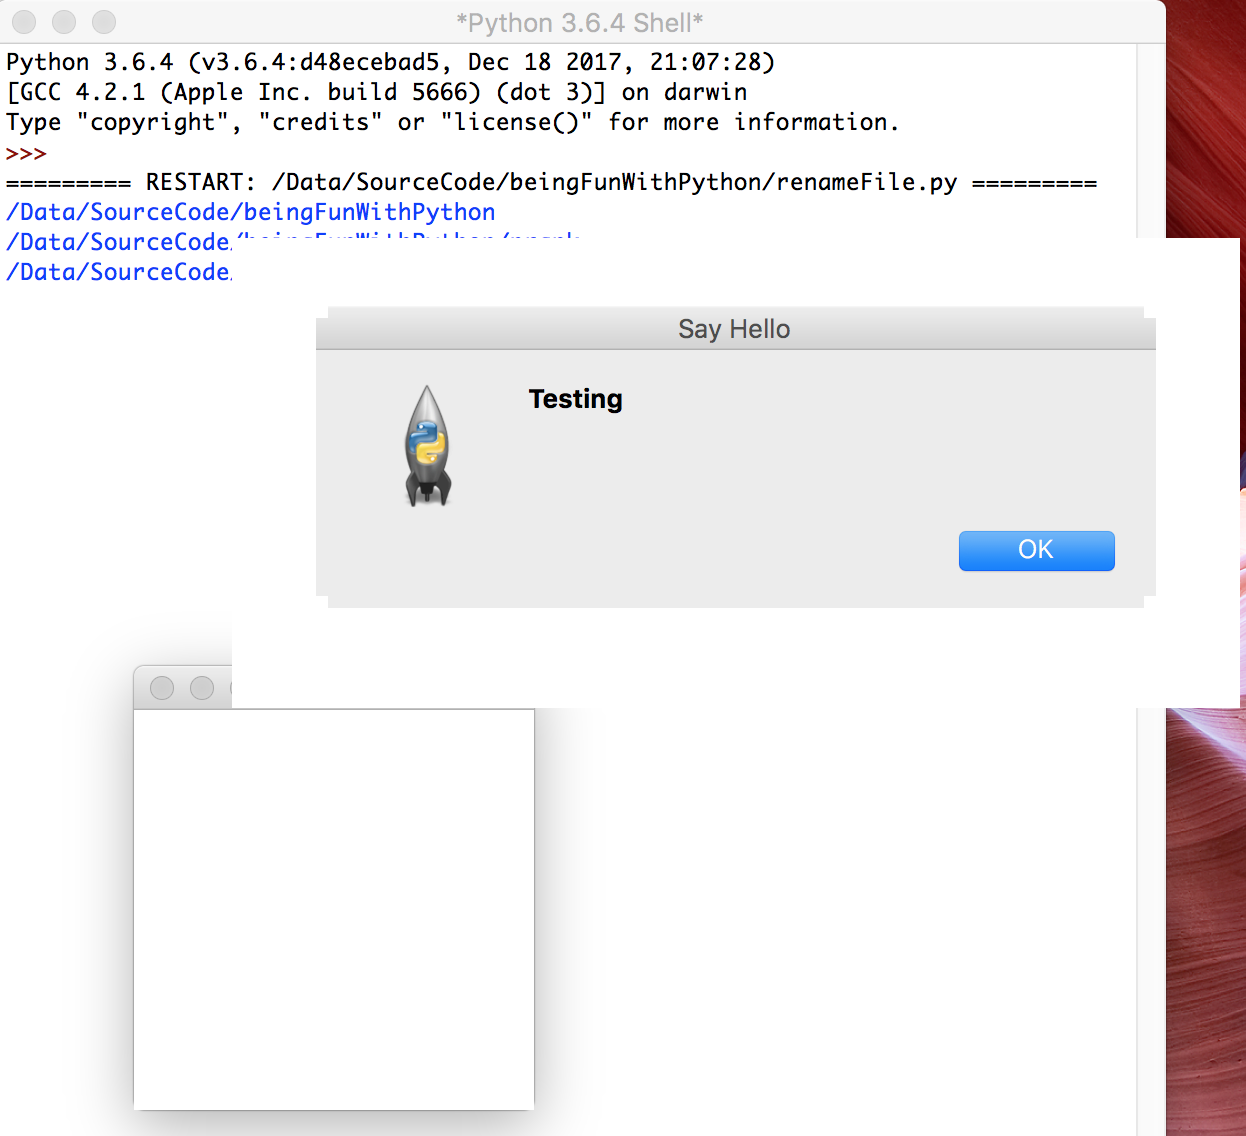 *Python 3.6.4 Shell*
Python 3.6.4 (v3.6.4:d48ecebad5, Dec 18 2017, 21:07:28)
[GCC 4.2.1 (Apple Inc. build 5666) (dot 3)] on darwin
Type "copyright", "credits" or "license()" for more information.
>>>
========= RESTART: /Data/SourceCode/beingFunWithPython/renameFile.py =========
/Data/SourceCode/beingFunWithPython
/Data/SourceCode/beingFunWithPython/
/Data/SourceCode
Say Hello
Testing
OK